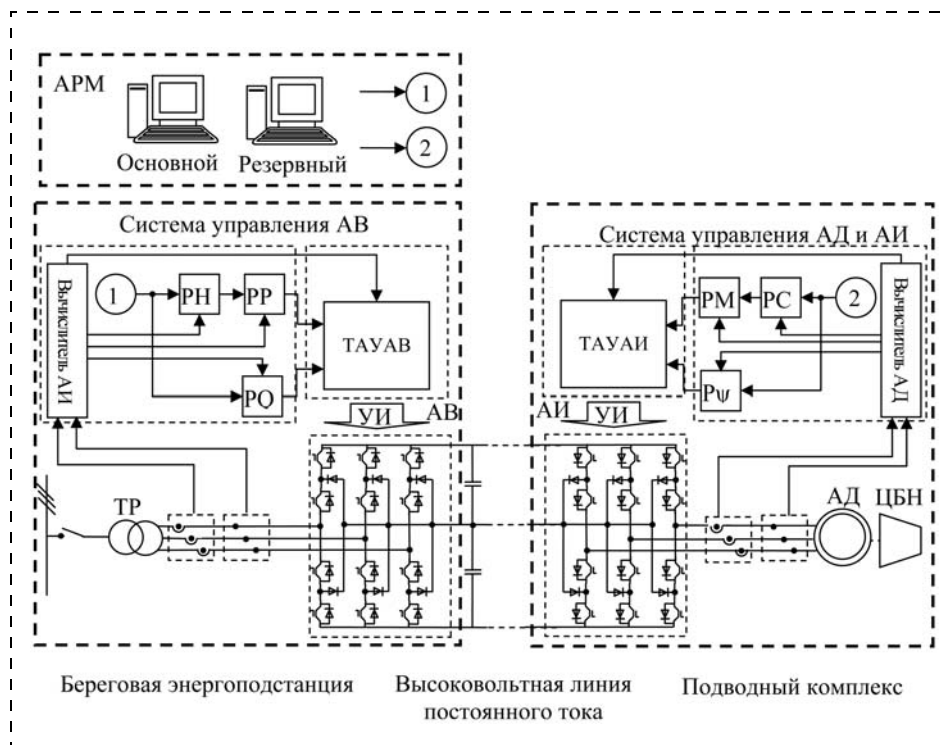 АРМ
1
2
Основной
Резервный
Система управления АВ
Вычислитель АИ
1
РН
РР
PQ
ТАУАВ
УИ
АВ
ТР
Система управления АД и АИ
ТАУАИ
РМ
РС
2
Рψ
Вычислитель АД
АИ
УИ
АД
ЦБН
Береговая энергоподстанция
Высоковольтная линия
постоянного тока
Подводный комплекс